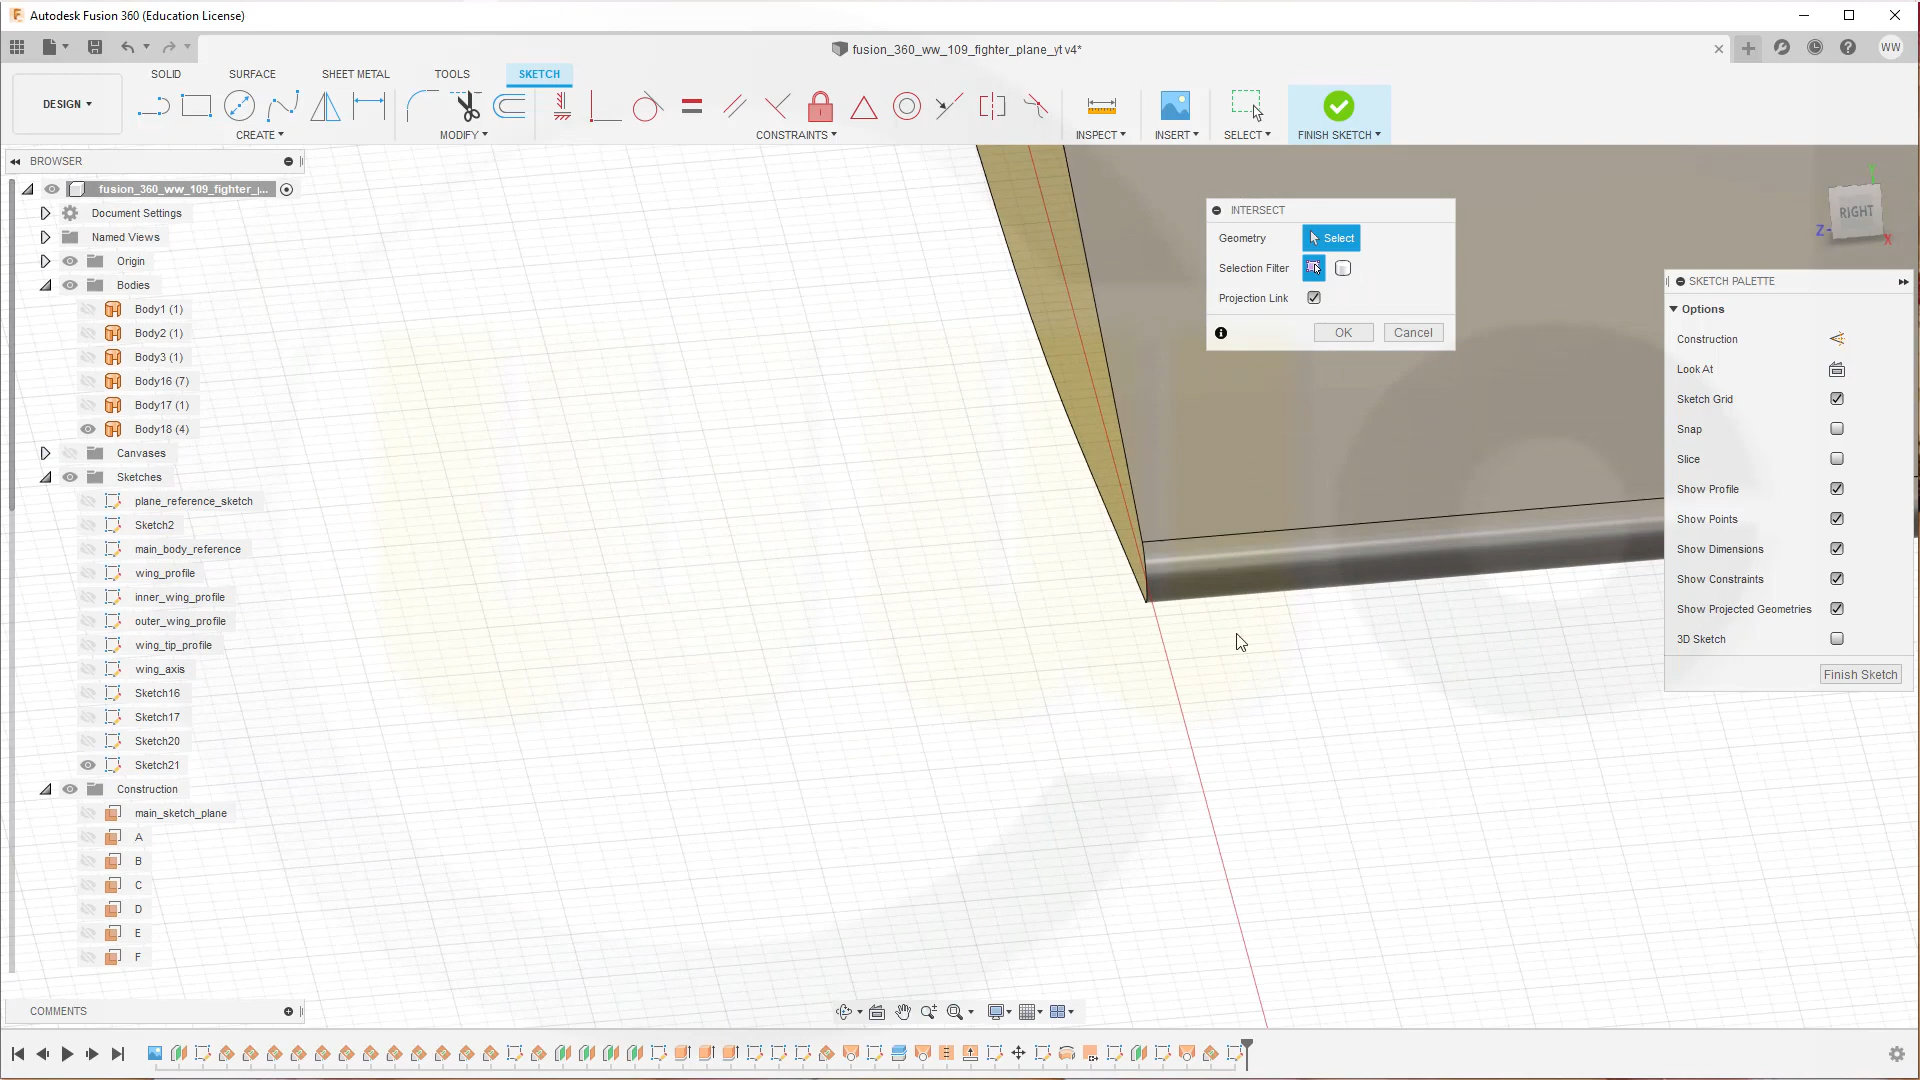 Autodesk Fusion 360 (Education License)
fusion_360_ww_109_fighter_plane_yt v4*
WW
DESIGN
SOLID
SURFACE
SHEET METAL
TOOLS
SKETCH
CREATE
MODIFY
CONSTRAINTS
INSPECT
INSERT
SELECT
FINISH SKETCH
BROWSER
fusion_360_ww_109_fighter_p...
Document Settings
Named Views
Origin
Bodies
Body1 (1)
Body2 (1)
Body3 (1)
Body16 (7)
Body17 (1)
Body18 (4)
Canvases
Sketches
plane_reference_sketch
Sketch2
main_body_reference
wing_profile
inner_wing_profile
outer_wing_profile
wing_tip_profile
wing_axis
Sketch16
Sketch17
Sketch20
Sketch21
Construction
main_sketch_plane
A
B
C
D
E
F
COMMENTS
INTERSECT
Geometry
Select
Selection Filter
Projection Link
OK
Cancel
Y
RIGHT
Z
X
SKETCH PALETTE
Options
Construction
Look At
Sketch Grid
Snap
Slice
Show Profile
Show Points
Show Dimensions
Show Constraints
Show Projected Geometries
3D Sketch
Finish Sketch